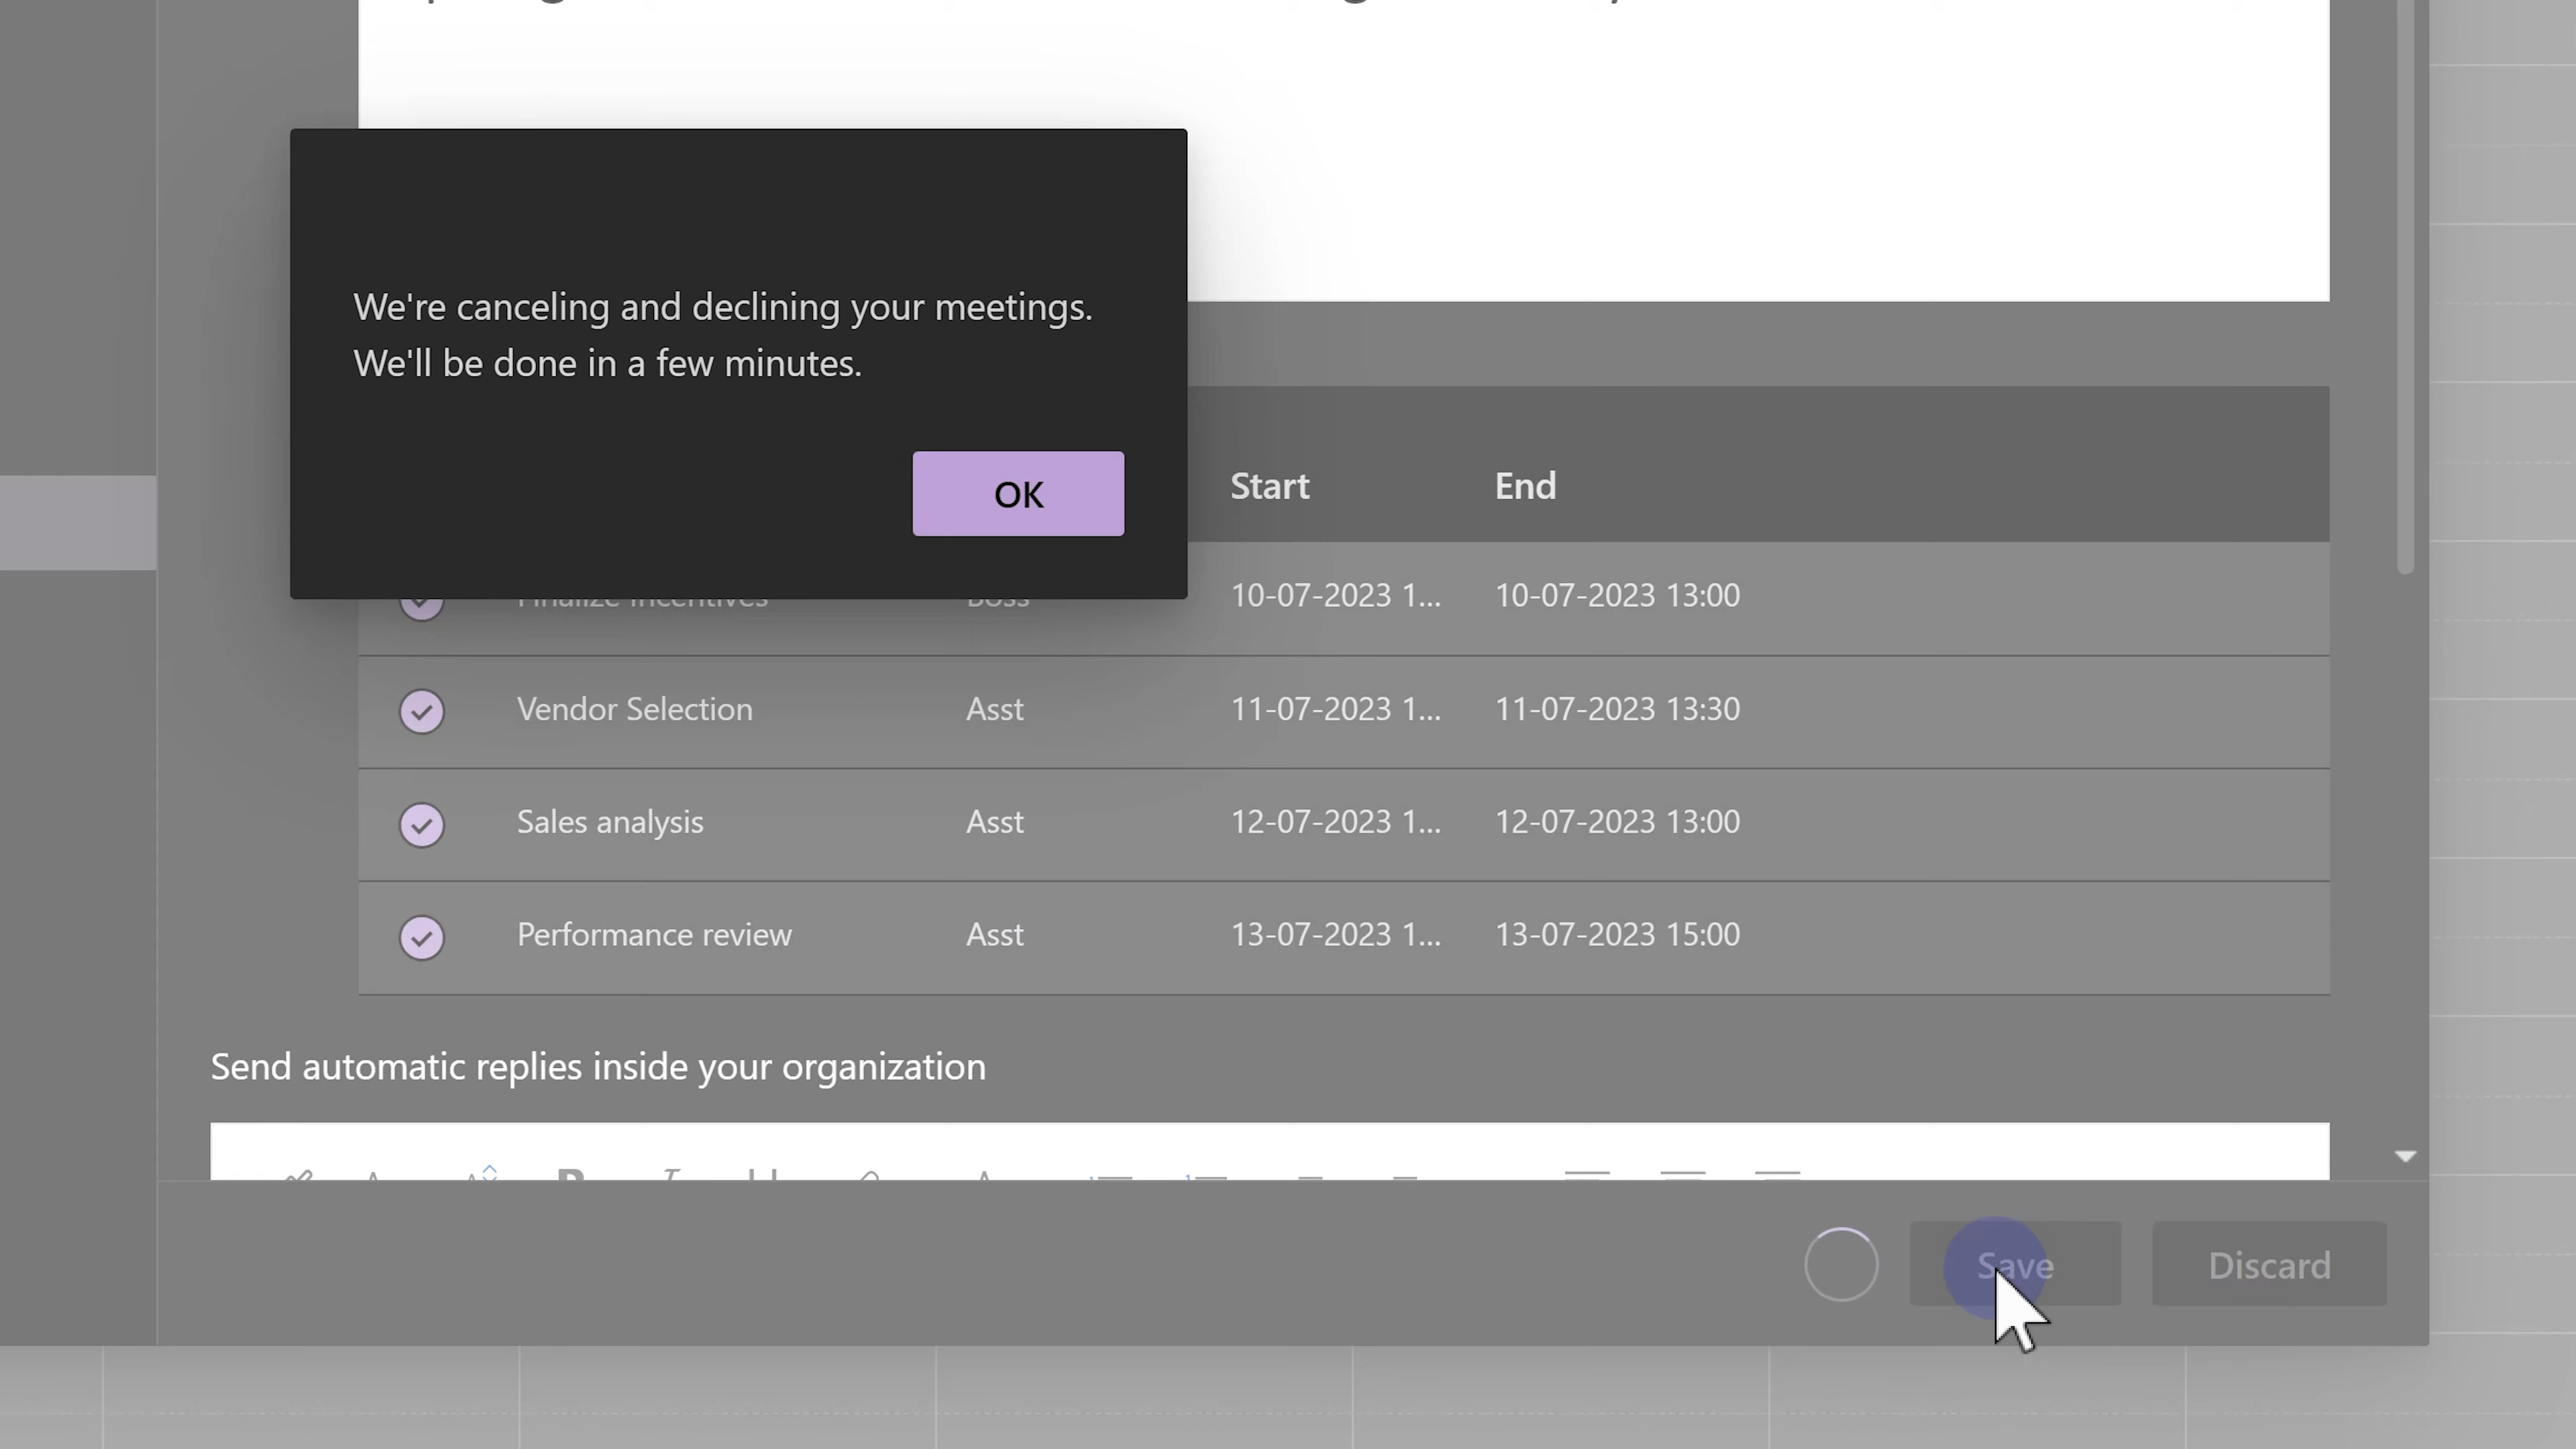 We're canceling and declining your meetings.
We'll be done in a few minutes.
OK
Start End
Finalize Incentives Boss 10-07-2023 1... 10-07-2023 13:00
Vendor Selection Asst 11-07-2023 1... 11-07-2023 13:30
Sales analysis Asst 12-07-2023 1... 12-07-2023 13:00
Performance review Asst 13-07-2023 1... 13-07-2023 15:00
Send automatic replies inside your organization
Save Discard